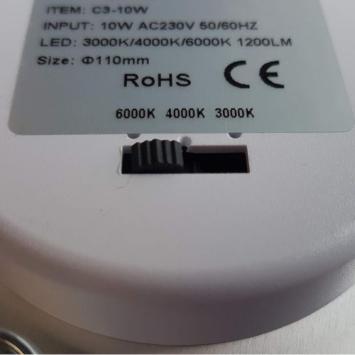 ITEM: C3-10W
INPUT: 10W AC230V 50/60HZ
LED: 3000K/4000K/6000K 1200LM
Size: Φ110mm
RoHS CE
6000K 4000K 3000K